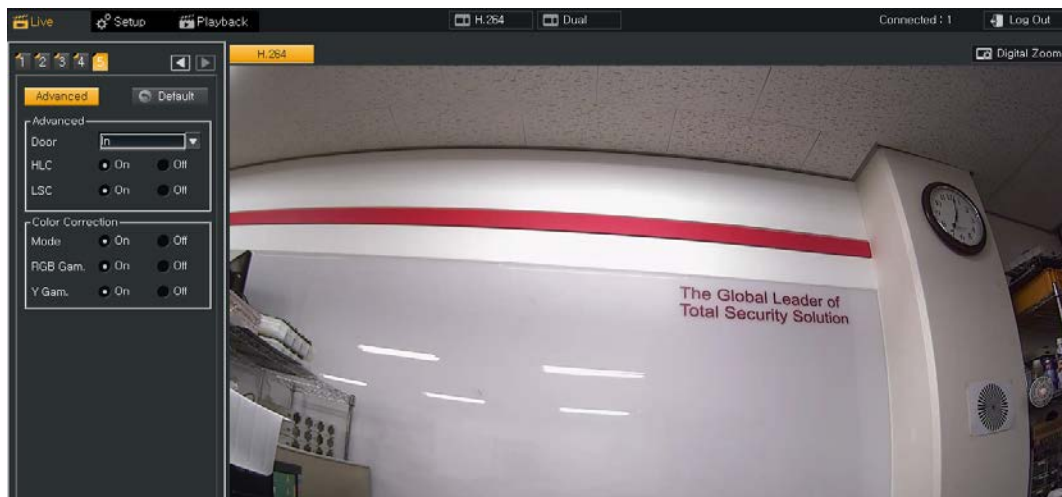 Live Setup Playback H.264 Dual Connected : 1 Log Out
1 2 3 4 5 H.264 Digital Zoom
Advanced Default
Advanced
Door In
HLC On Off
LSC On Off
Color Correction
Mode On Off
RGB Gam. On Off
Y Gam. On Off
The Global Leader of
Total Security Solution